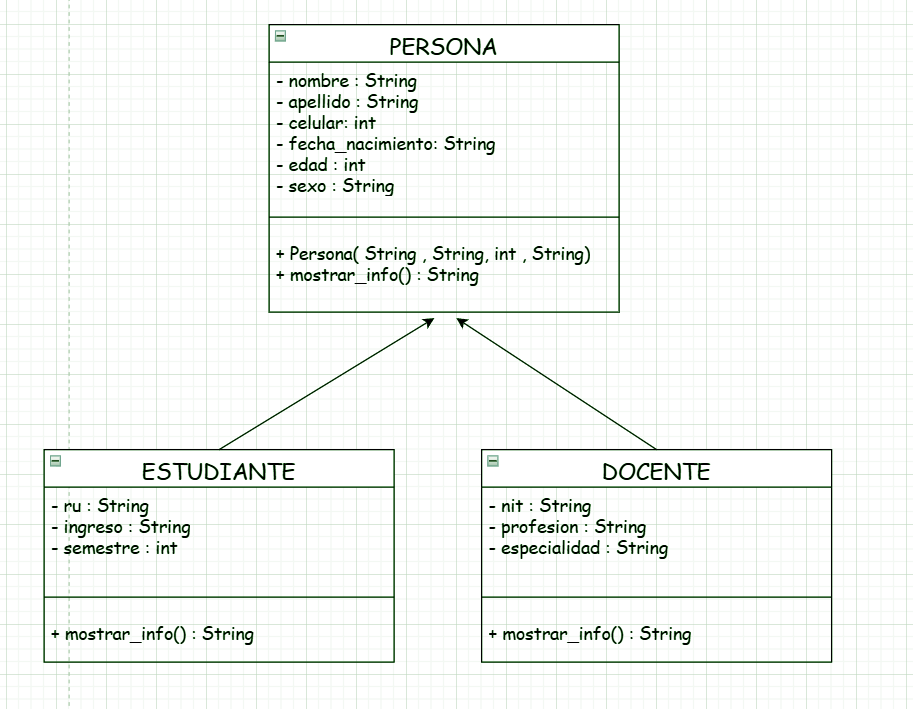 PERSONA
- nombre : String
- apellido : String
- celular: int
- fecha_nacimiento: String
- edad : int
- sexo : String
+ Persona( String , String, int , String)
+ mostrar_info() : String
ESTUDIANTE
- ru : String
- ingreso : String
- semestre : int
+ mostrar_info() : String
DOCENTE
- nit : String
- profesion : String
- especialidad : String
+ mostrar_info() : String